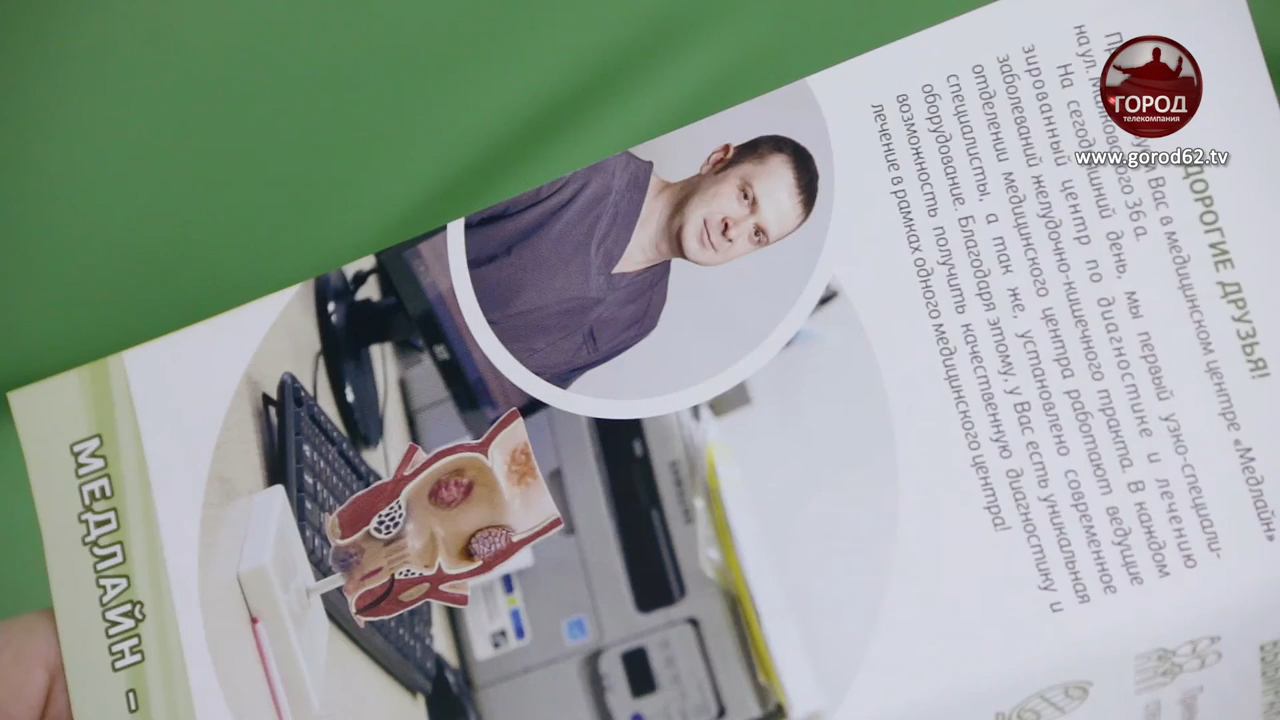 ГОРОД
телекомпания
www.gorod62.tv
ДОРОГИЕ ДРУЗЬЯ!
Вас в медицинском центре «Медлайн»
на ул. 36 а.
На сегодняшний день, мы первый узко-специали-
зированный центр по диагностике и лечению
заболеваний желудочно-кишечного тракта. В каждом
отделении медицинского центра работают ведущие
специалисты, а так же, установлено современное
оборудование. Благодаря этому, у Вас есть уникальная
возможность получить качественную диагностику и
лечение в рамках одного медицинского центра!
МЕДЛАЙН -